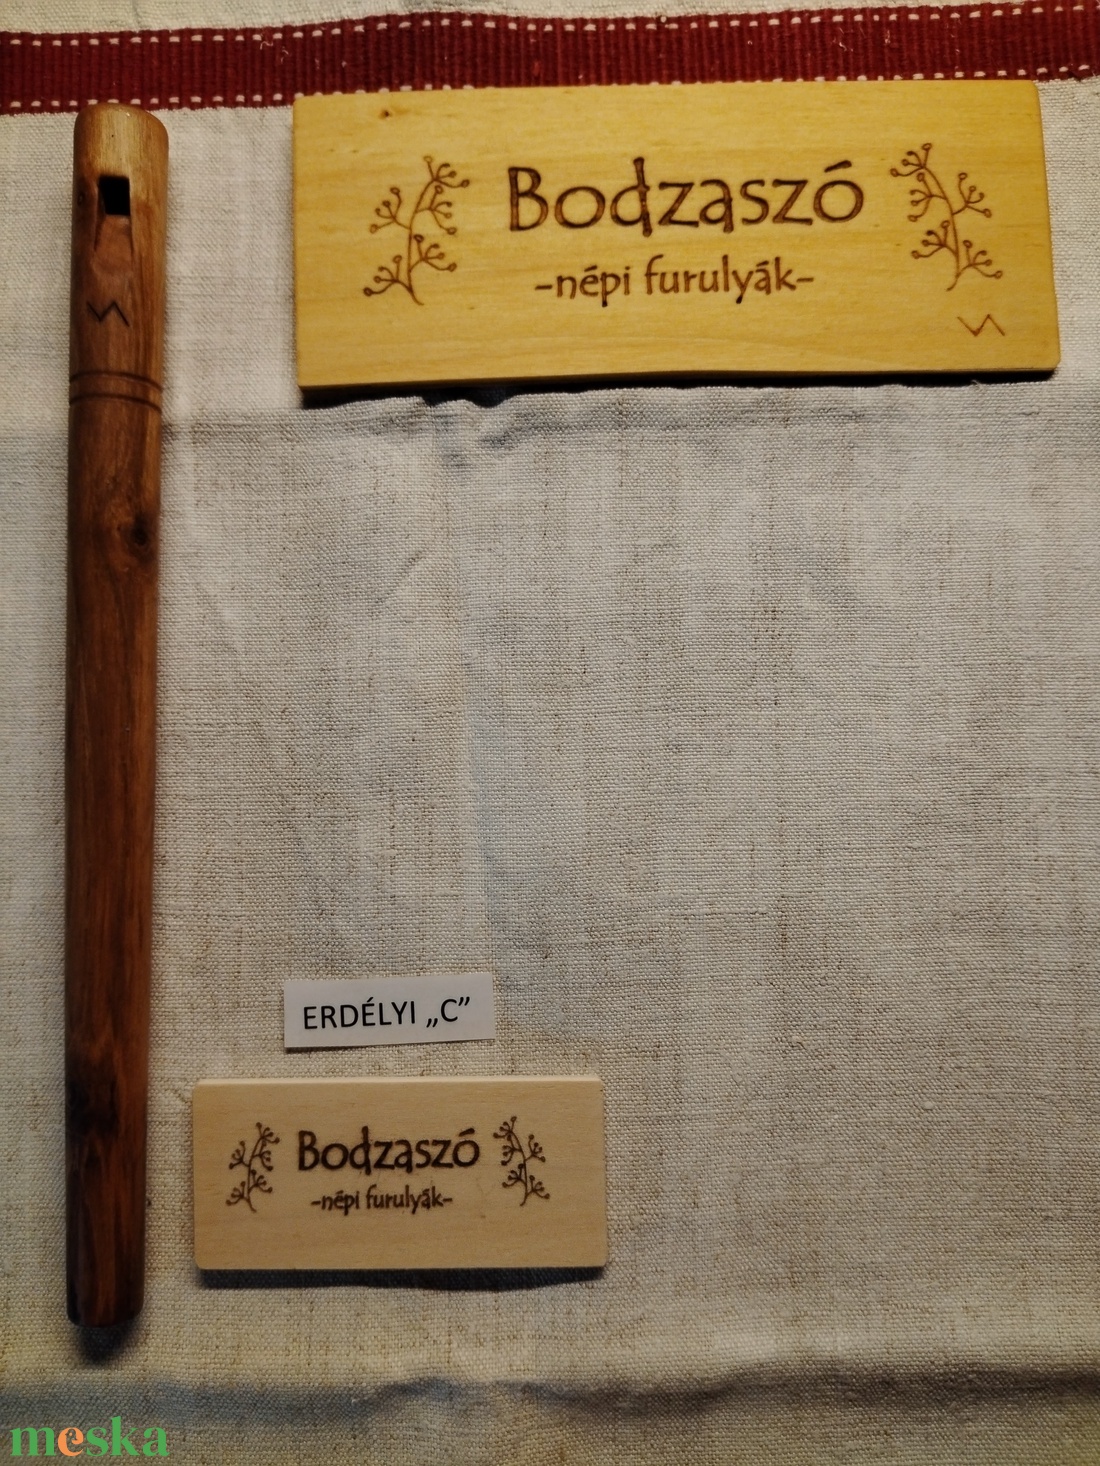 Bodzaszó
-népi furulyák-
ERDÉLYI „C”
Bodzaszó
-népi furulyák-
meska